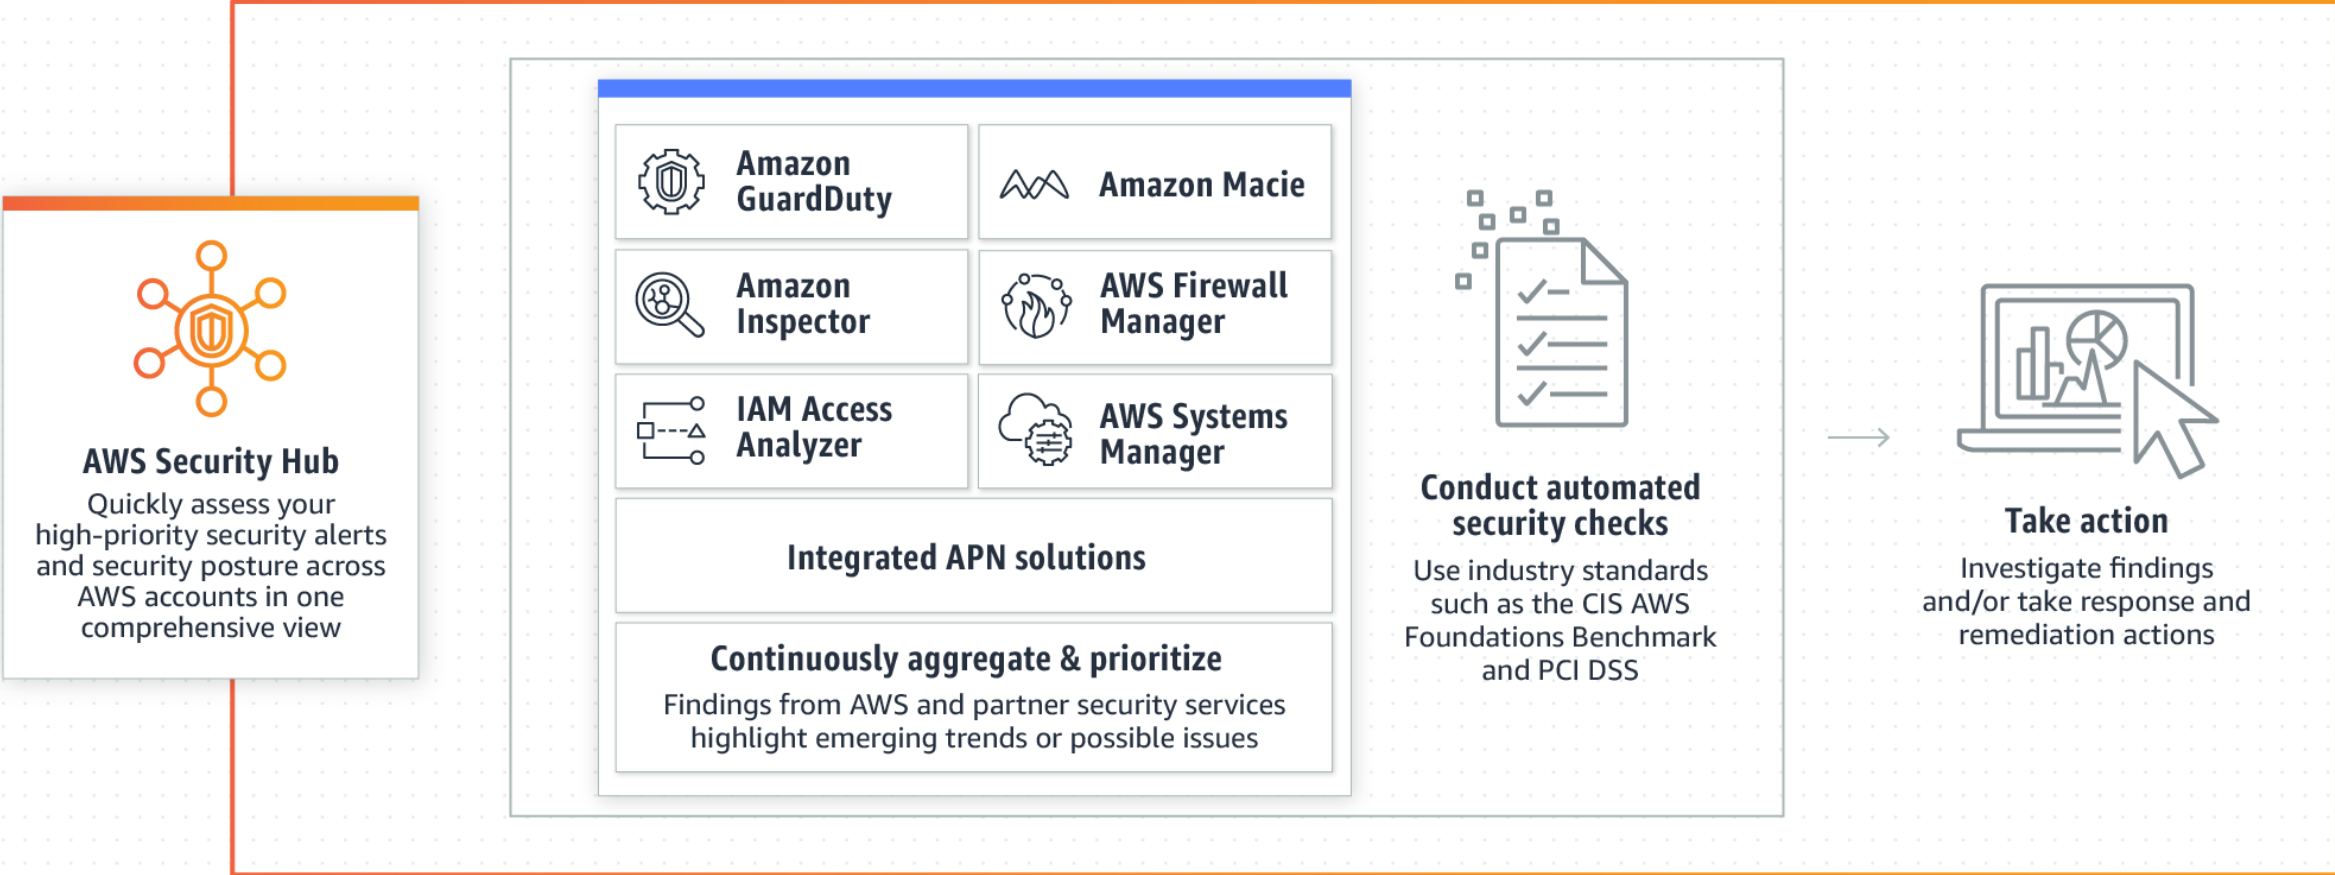 AWS Security Hub
Quickly assess your
high-priority security alerts
and security posture across
AWS accounts in one
comprehensive view
Amazon
GuardDuty
Amazon Macie
Amazon
Inspector
AWS Firewall
Manager
IAM Access
Analyzer
AWS Systems
Manager
Integrated APN solutions
Continuously aggregate & prioritize
Findings from AWS and partner security services
highlight emerging trends or possible issues
Conduct automated
security checks
Use industry standards
such as the CIS AWS
Foundations Benchmark
and PCI DSS
Take action
Investigate findings
and/or take response and
remediation actions